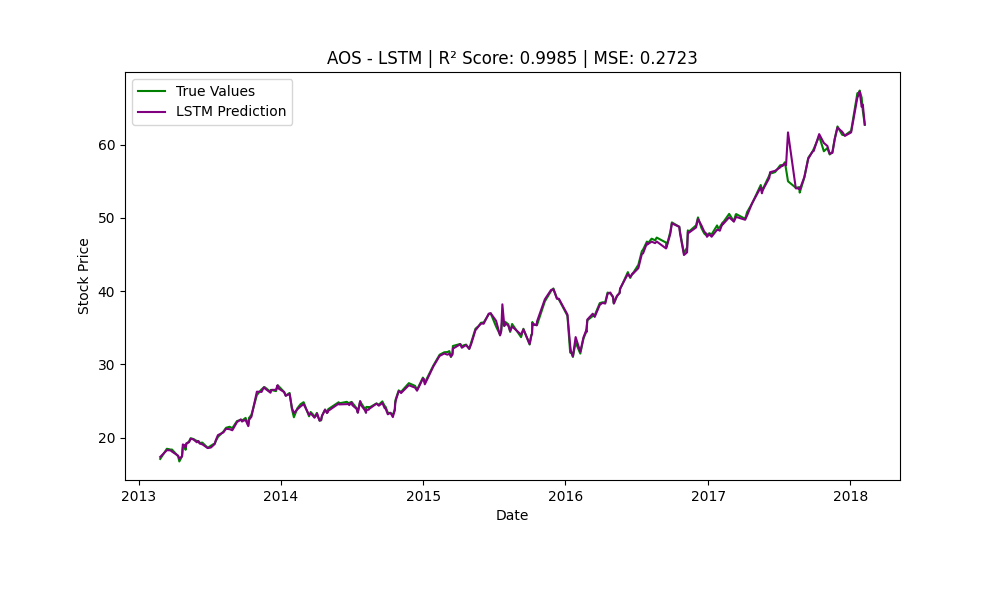 AOS - LSTM | R² Score: 0.9985 | MSE: 0.2723
True Values
LSTM Prediction
Stock Price
60
50
40
30
20
2013 2014 2015 2016 2017 2018
Date